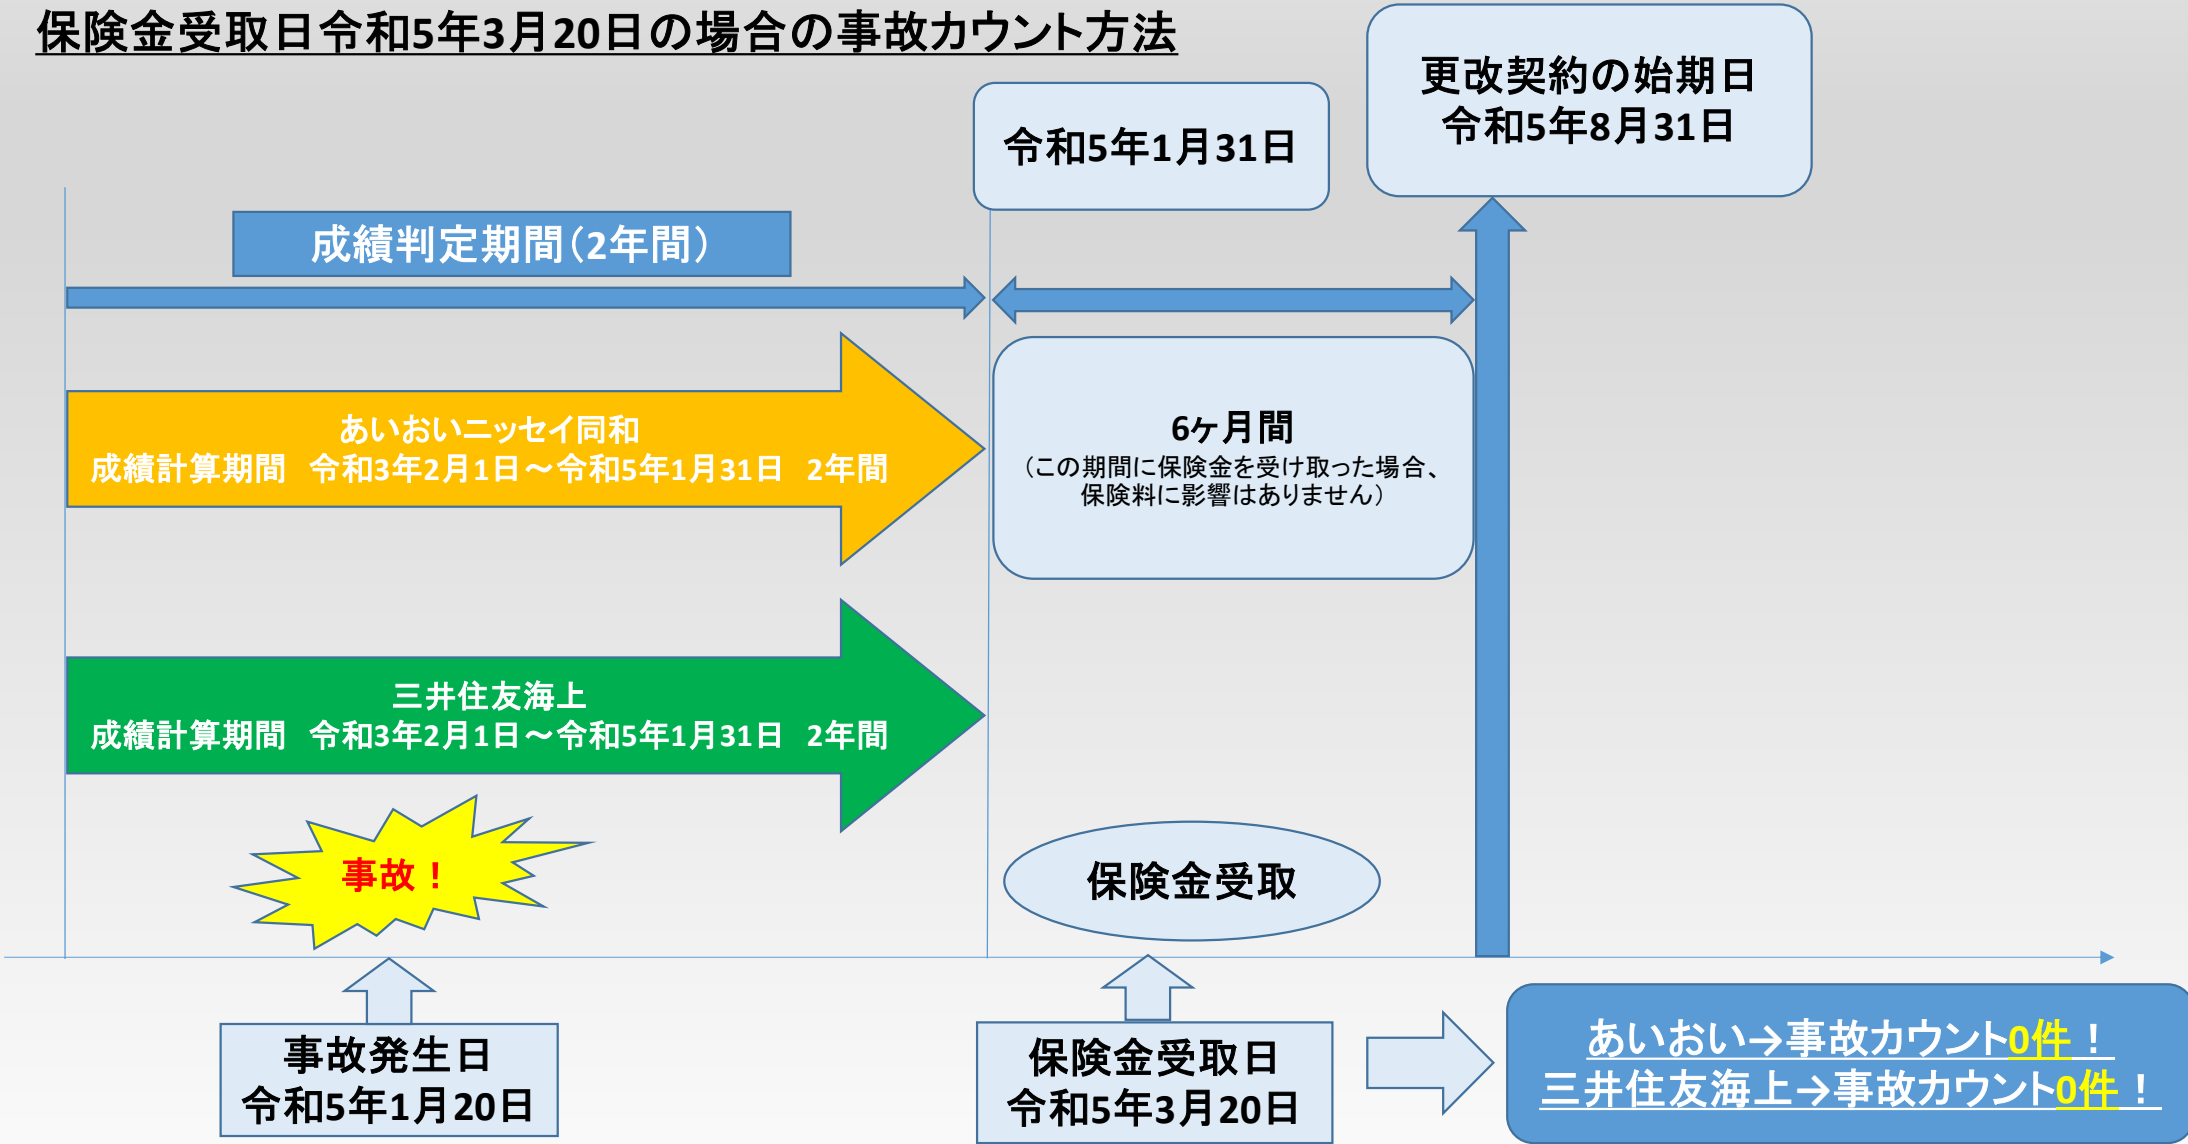 保険金受取日令和5年3月20日の場合の事故カウント方法
更改契約の始期日
令和5年8月31日
令和5年1月31日
成績判定期間（2年間）
あいおいニッセイ同和
成績計算期間　令和3年2月1日～令和5年1月31日　2年間
6ヶ月間
（この期間に保険金を受け取った場合、
保険料に影響はありません）
三井住友海上
成績計算期間　令和3年2月1日～令和5年1月31日　2年間
事故！
保険金受取
事故発生日
令和5年1月20日
保険金受取日
令和5年3月20日
あいおい→事故カウント0件！
三井住友海上→事故カウント0件！